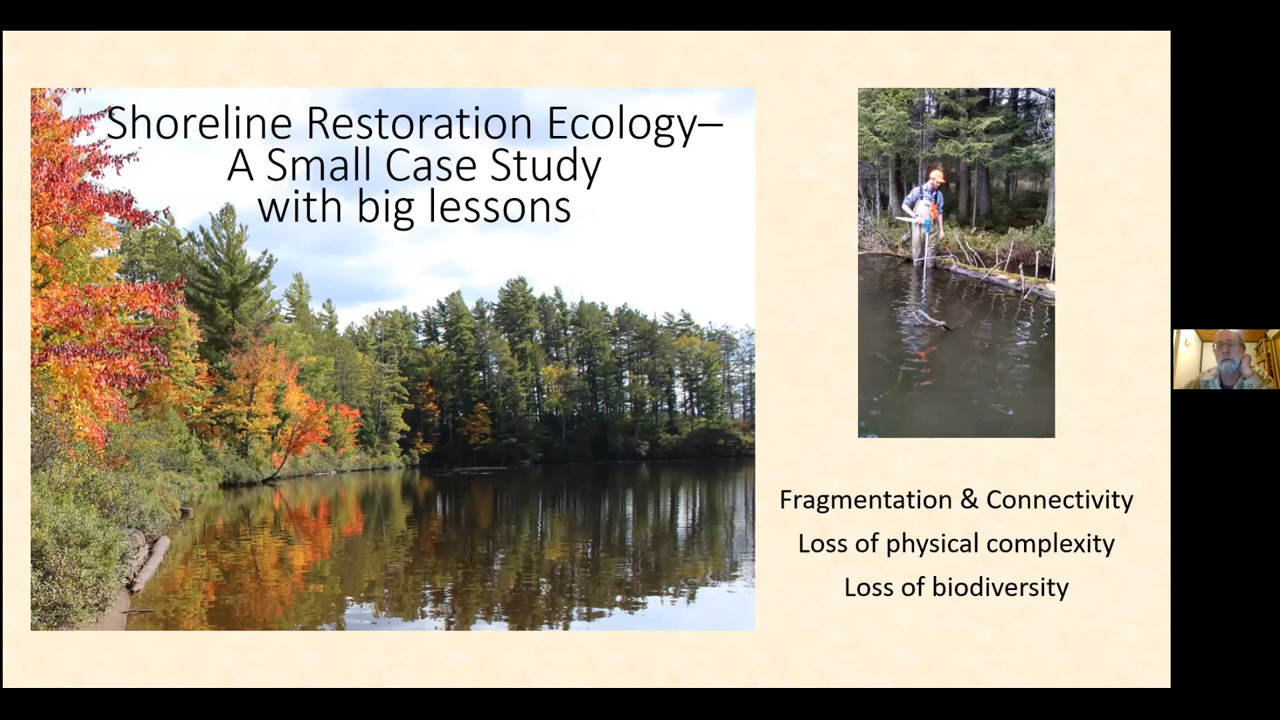 Shoreline Restoration Ecology–
A Small Case Study
with big lessons
Fragmentation & Connectivity
Loss of physical complexity
Loss of biodiversity